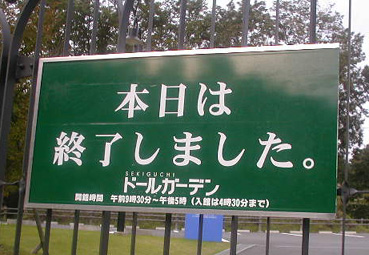 本日は
終了しました。
SEKIGUCHI
ドールガーデン
開館時間 午前9時30分～午後5時（入館は4時30分まで）